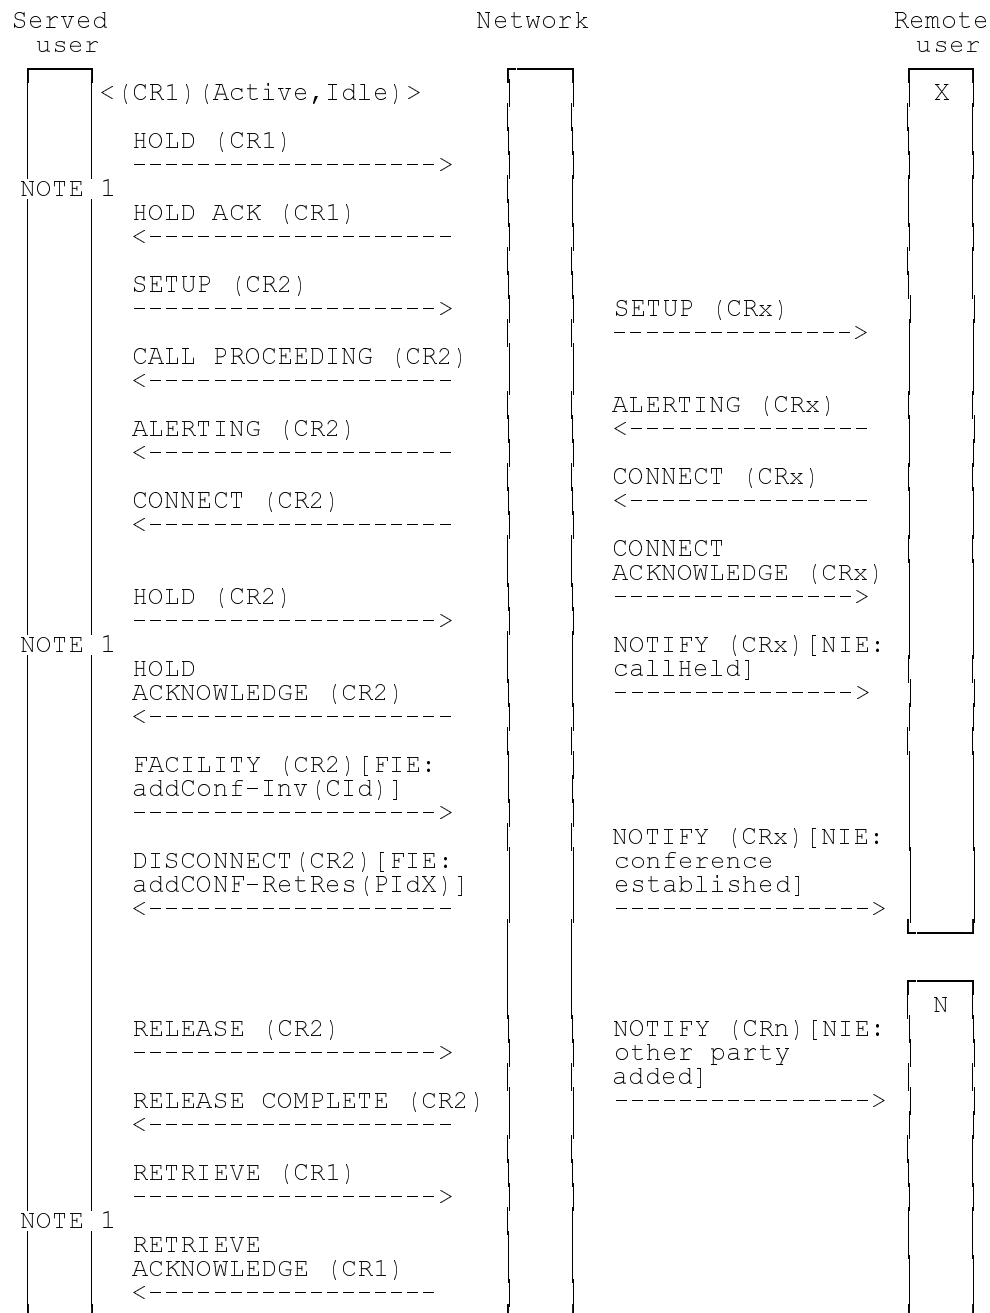 Served user
Network
Remote user
<(CR1)(Active,Idle)>
X
HOLD (CR1)
------------------->
NOTE 1
HOLD ACK (CR1)
<-------------------
SETUP (CR2)
------------------->
SETUP (CRx)
--------------->
CALL PROCEEDING (CR2)
<-------------------
ALERTING (CRx)
<---------------
ALERTING (CR2)
<-------------------
CONNECT (CRx)
<---------------
CONNECT (CR2)
<-------------------
CONNECT
ACKNOWLEDGE (CRx)
--------------->
HOLD (CR2)
------------------->
NOTE 1
NOTIFY (CRx)[NIE:
callHeld]
--------------->
HOLD
ACKNOWLEDGE (CR2)
<-------------------
FACILITY (CR2)[FIE:
addConf-Inv(CId)]
------------------->
NOTIFY (CRx)[NIE:
conference
established]
---------------->
DISCONNECT(CR2)[FIE:
addCONF-RetRes(PIdX)]
<-------------------
N
RELEASE (CR2)
------------------->
NOTIFY (CRn)[NIE:
other party
added]
---------------->
RELEASE COMPLETE (CR2)
<-------------------
RETRIEVE (CR1)
------------------->
NOTE 1
RETRIEVE
ACKNOWLEDGE (CR1)
<------------------